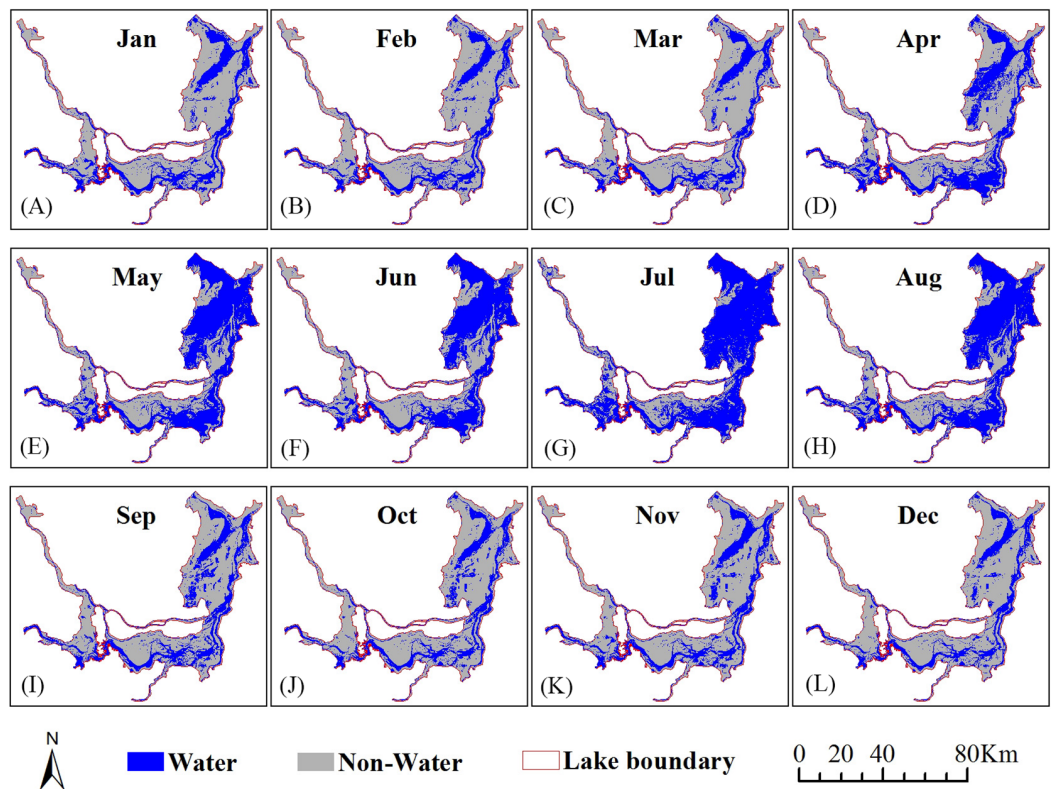 Jan
Feb
Mar
Apr
(A)
(B)
(C)
(D)
May
Jun
Jul
Aug
(E)
(F)
(G)
(H)
Sep
Oct
Nov
Dec
(I)
(J)
(K)
(L)
N
Water
Non-Water
Lake boundary
0 20 40 80Km